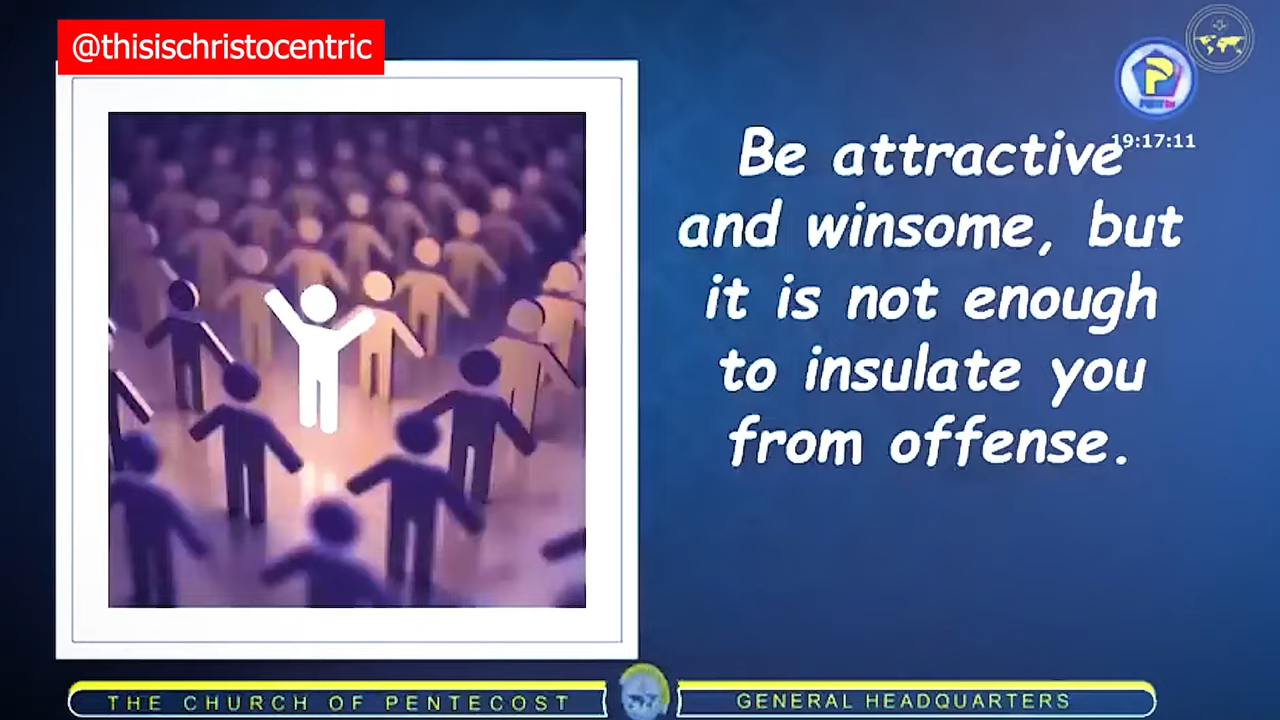 @thisischristocentric
19:17:11
Be attractive
and winsome, but
it is not enough
to insulate you
from offense.
THE CHURCH OF PENTECOST
GENERAL HEADQUARTERS